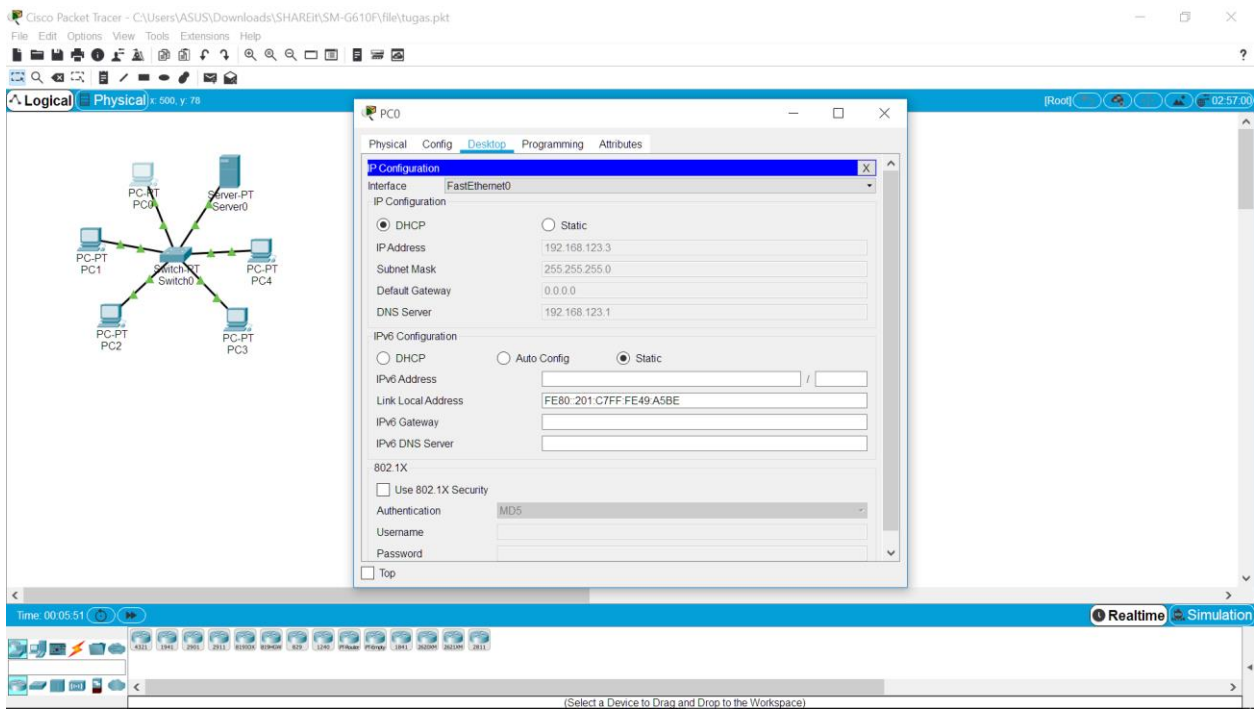 Cisco Packet Tracer - C:\Users\ASUS\Downloads\SHAREit\SM-G610F\file\tugas.pkt
File Edit Options View Tools Extensions Help
?
Logical Physical x: 500, y: 78
[Root] 02:57:00
PC-PT
PC0
Server-PT
Server0
PC-PT
PC1
Switch-PT
Switch0
PC-PT
PC4
PC-PT
PC2
PC-PT
PC3
PC0
Physical Config Desktop Programming Attributes
IP Configuration X
Interface FastEthernet0
IP Configuration
DHCP Static
IP Address 192.168.123.3
Subnet Mask 255.255.255.0
Default Gateway 0.0.0.0
DNS Server 192.168.123.1
IPv6 Configuration
DHCP Auto Config Static
IPv6 Address /
Link Local Address FE80::201:C7FF:FE49:A5BE
IPv6 Gateway
IPv6 DNS Server
802.1X
Use 802.1X Security
Authentication MD5
Username
Password
Top
Time: 00:05:51
Realtime Simulation
4321 1941 2901 2911 819IOX 819HGW 829 1240 PT-Router PT-Empty 1841 2620XM 2621XM 2811
(Select a Device to Drag and Drop to the Workspace)